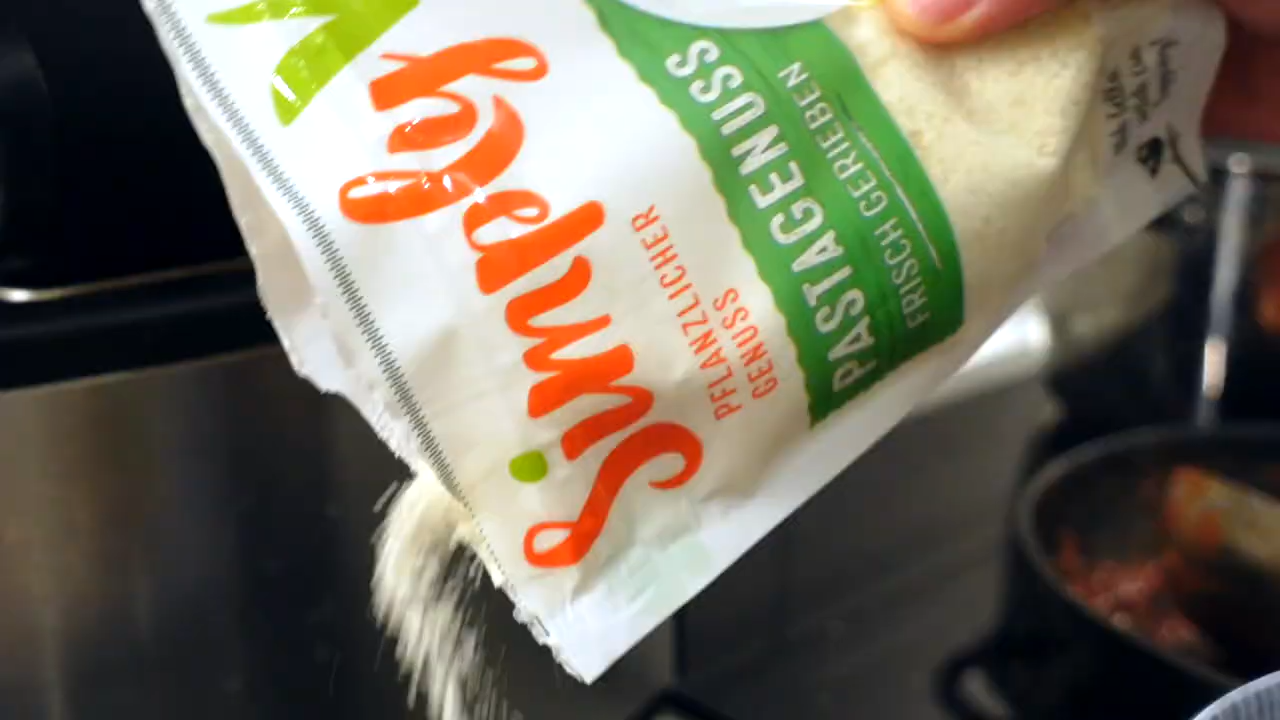 Simply
V
PFLANZLICHER
GENUSS
PASTAGENUSS
FRISCH GERIEBEN